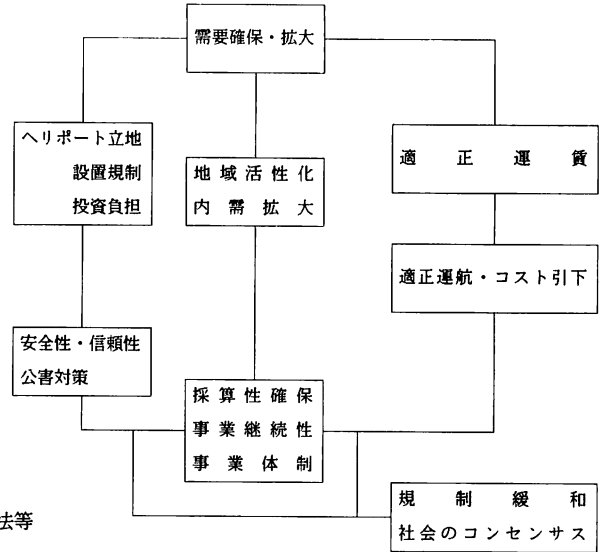 需要確保・拡大
ヘリポート立地
設置規制
投資負担
地域活性化
内需拡大
適正運賃
適正運航・コスト引下
安全性・信頼性
公害対策
採算性確保
事業継続性
事業体制
規制緩和
社会のコンセンサス
法等